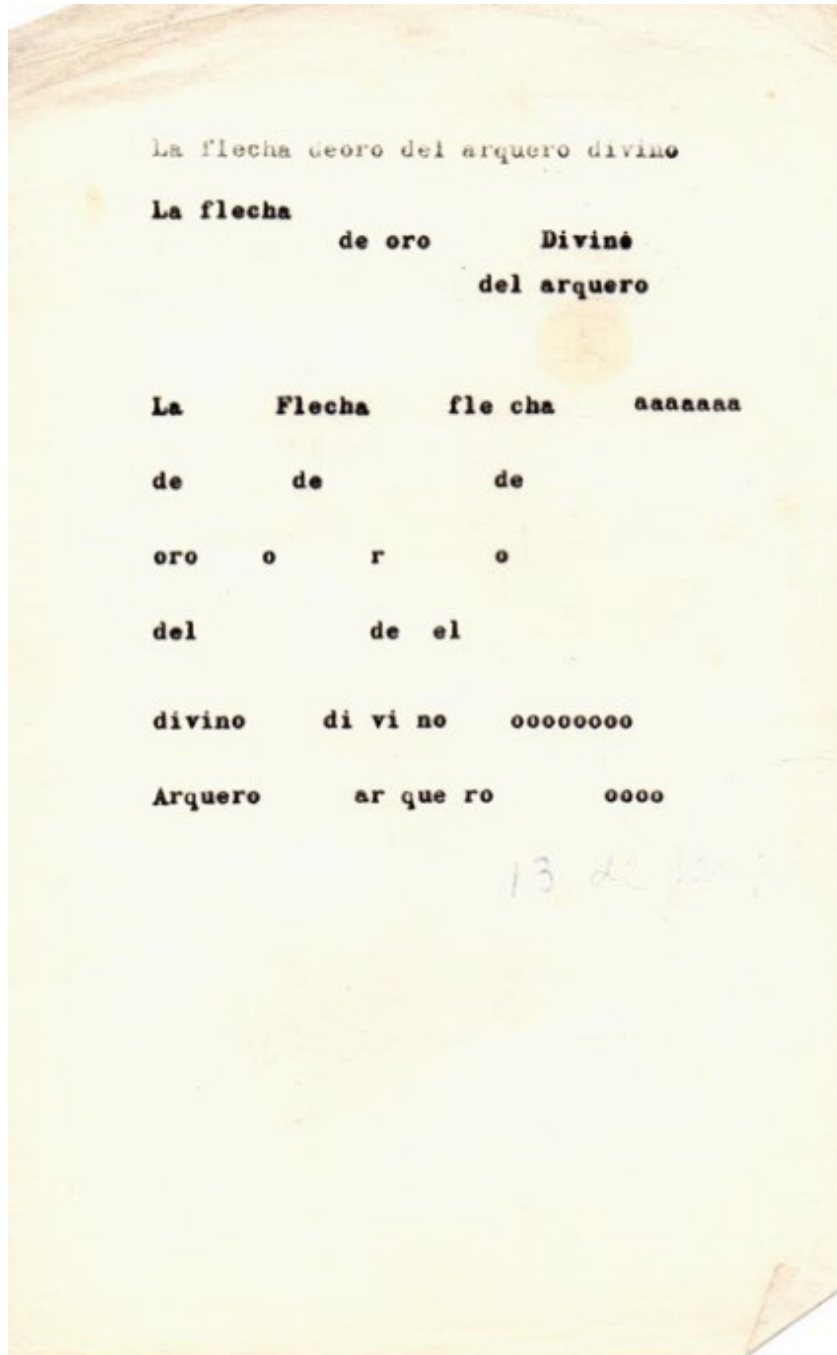 La flecha deoro del arquero divino
La flecha
de oro Divino
del arquero
La Flecha fle cha aaaaaaa
de de de
oro o r o
del de el
divino di vi no oooooooo
Arquero ar que ro oooo
13 de